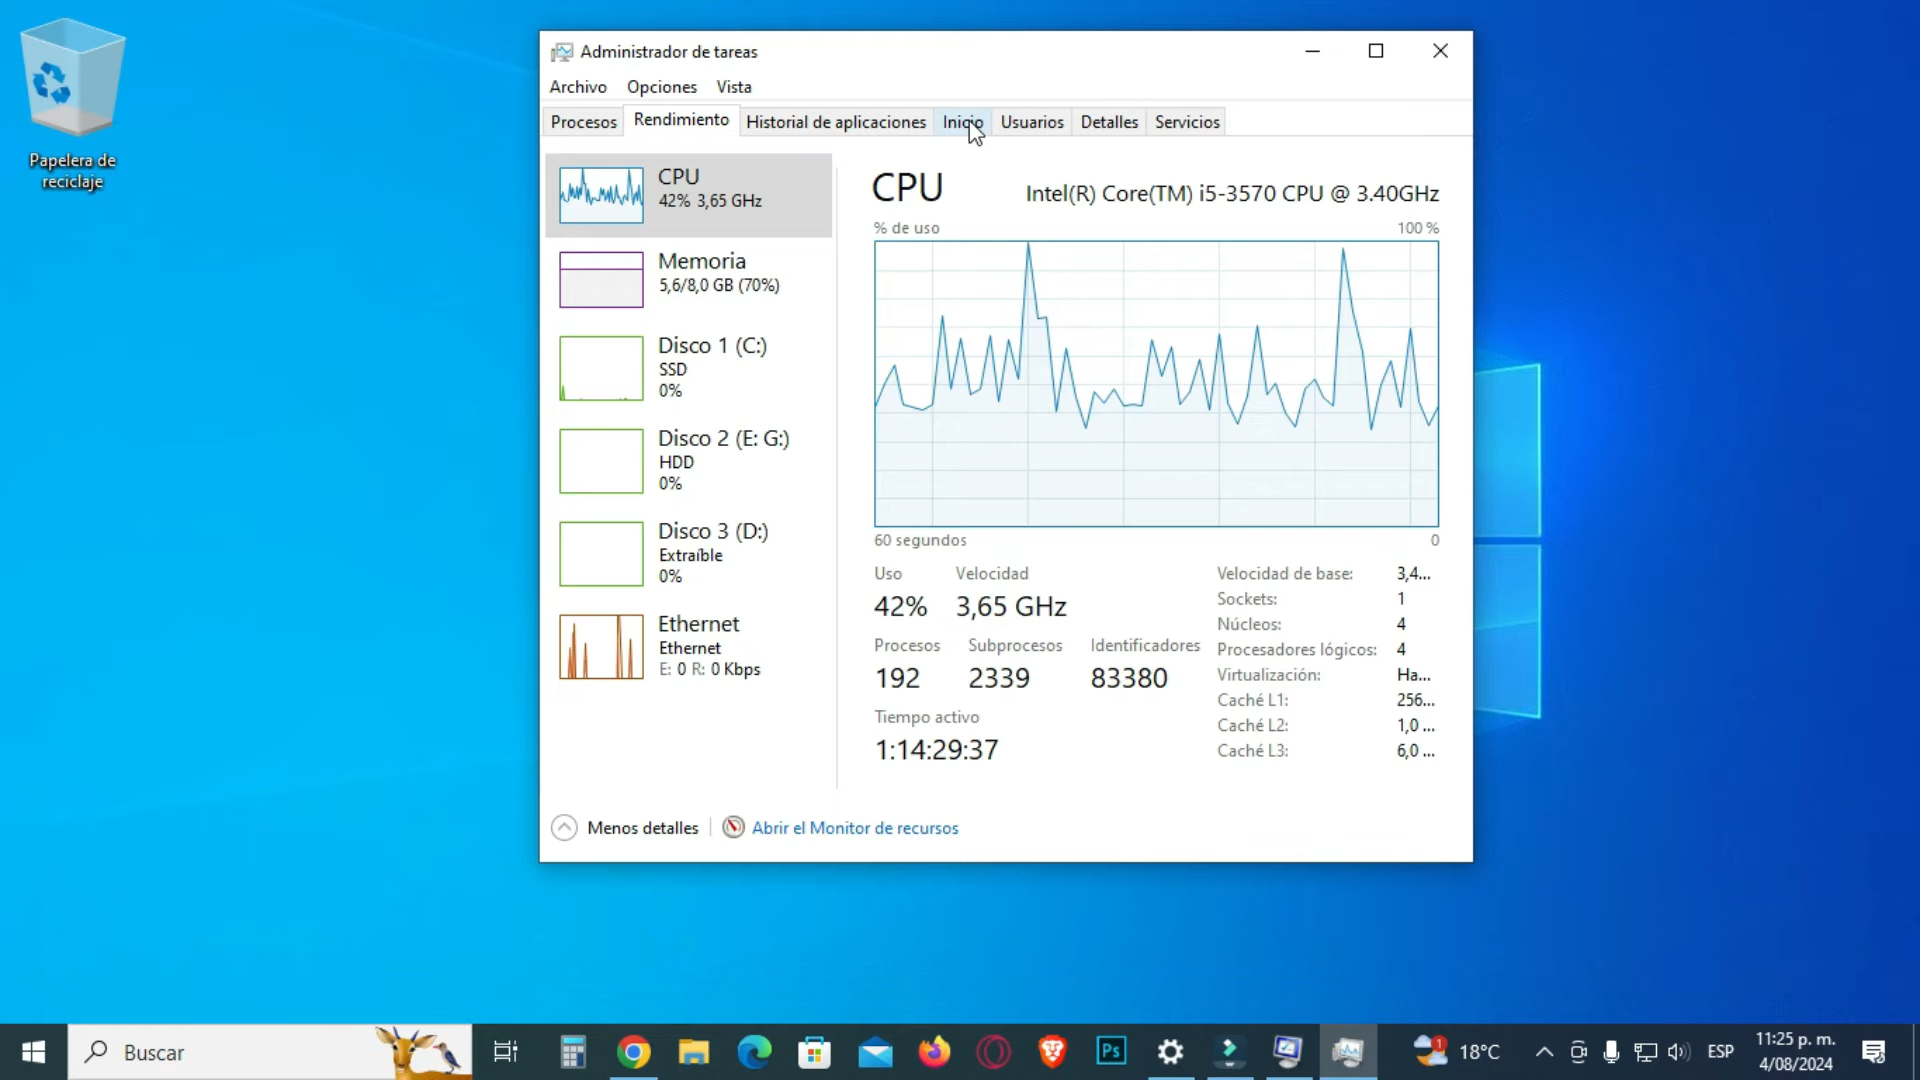 Papelera de
reciclaje
Administrador de tareas
Archivo Opciones Vista
Procesos Rendimiento Historial de aplicaciones Inicio Usuarios Detalles Servicios
CPU
42% 3,65 GHz
Memoria
5,6/8,0 GB (70%)
Disco 1 (C:)
SSD
0%
Disco 2 (E: G:)
HDD
0%
Disco 3 (D:)
Extraíble
0%
Ethernet
Ethernet
E: 0 R: 0 Kbps
CPU Intel(R) Core(TM) i5-3570 CPU @ 3.40GHz
% de uso 100 %
60 segundos 0
Uso Velocidad
42% 3,65 GHz
Procesos Subprocesos Identificadores
192 2339 83380
Tiempo activo
1:14:29:37
Velocidad de base: 3,4...
Sockets: 1
Núcleos: 4
Procesadores lógicos: 4
Virtualización: Ha...
Caché L1: 256...
Caché L2: 1,0 ...
Caché L3: 6,0 ...
Menos detalles Abrir el Monitor de recursos
Buscar
Ps
1
18°C
ESP
11:25 p. m.
4/08/2024